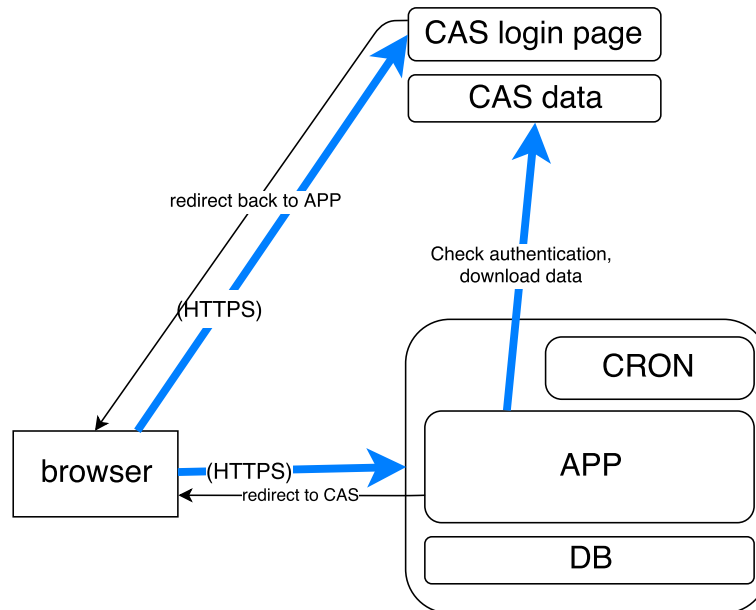 CAS login page
CAS data
redirect back to APP
Check authentication,
download data
(HTTPS)
CRON
browser
(HTTPS)
APP
redirect to CAS
DB